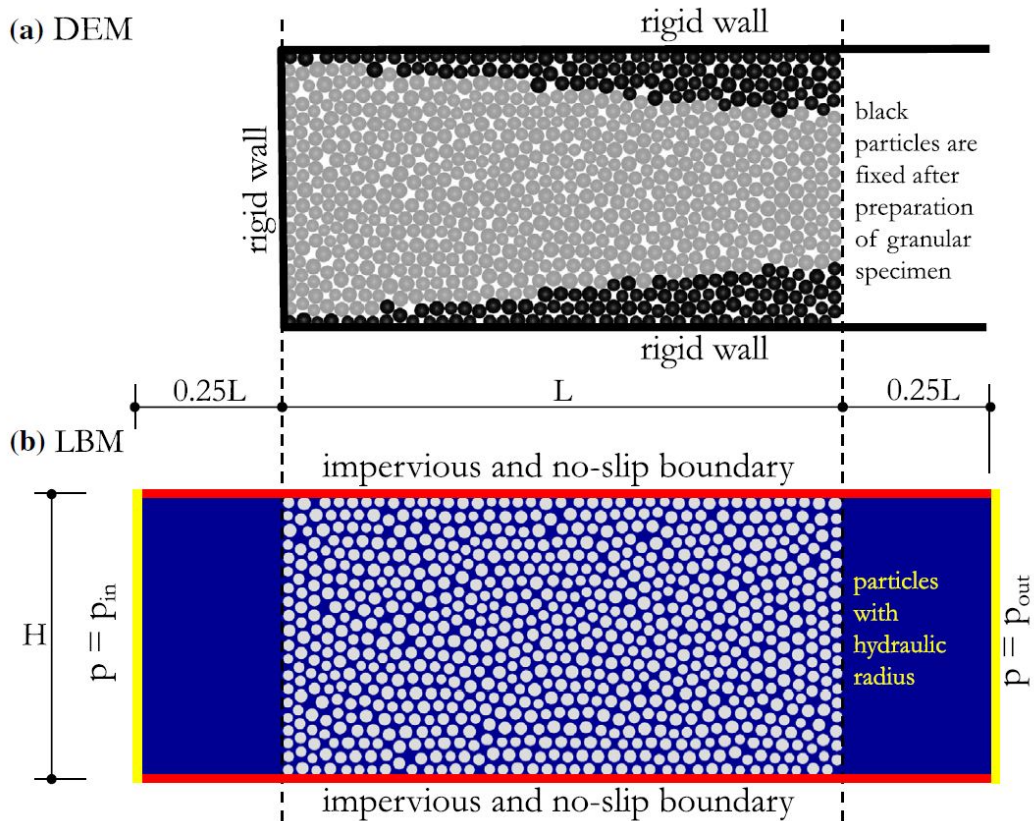 (a) DEM
rigid wall
rigid wall
black
particles are
fixed after
preparation
of granular
specimen
rigid wall
0.25L
L
0.25L
(b) LBM
impervious and no-slip boundary
H
p = p_in
particles
with
hydraulic
radius
p = p_out
impervious and no-slip boundary